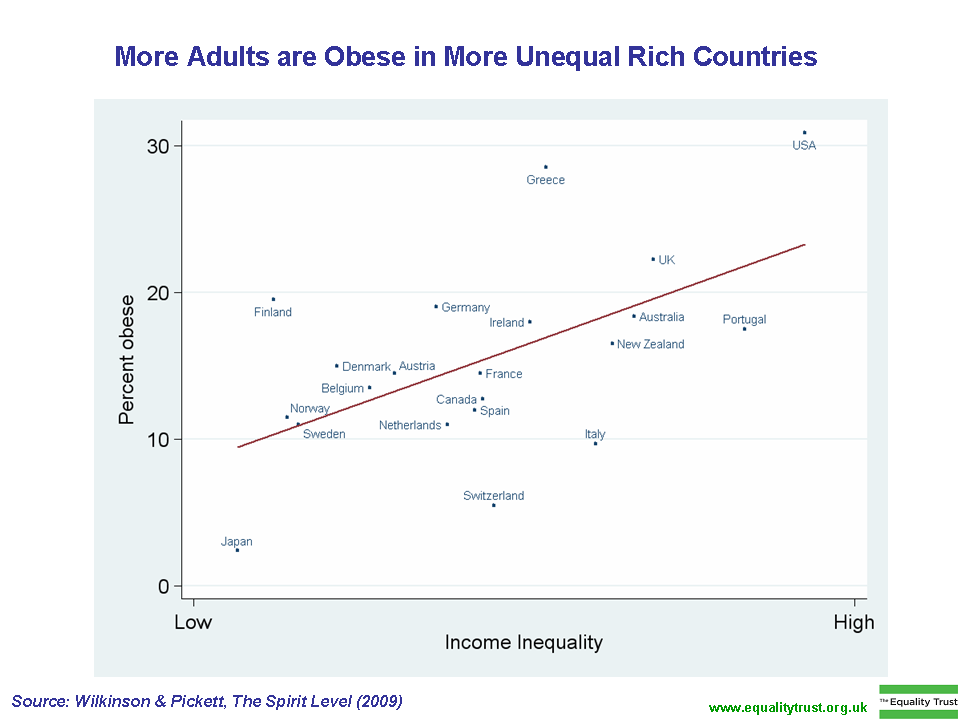 More Adults are Obese in More Unequal Rich Countries
Percent obese
30
20
10
0
USA
Greece
UK
Finland
Germany
Ireland
Australia
Portugal
New Zealand
Denmark
Austria
France
Belgium
Canada
Norway
Spain
Sweden
Netherlands
Italy
Switzerland
Japan
Low
High
Income Inequality
Source: Wilkinson & Pickett, The Spirit Level (2009)
www.equalitytrust.org.uk
The Equality Trust